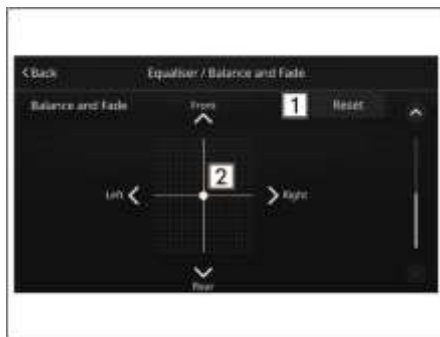 Back
Equaliser / Balance and Fade
Balance and Fade
Front
1
Reset
2
Left
Right
Rear